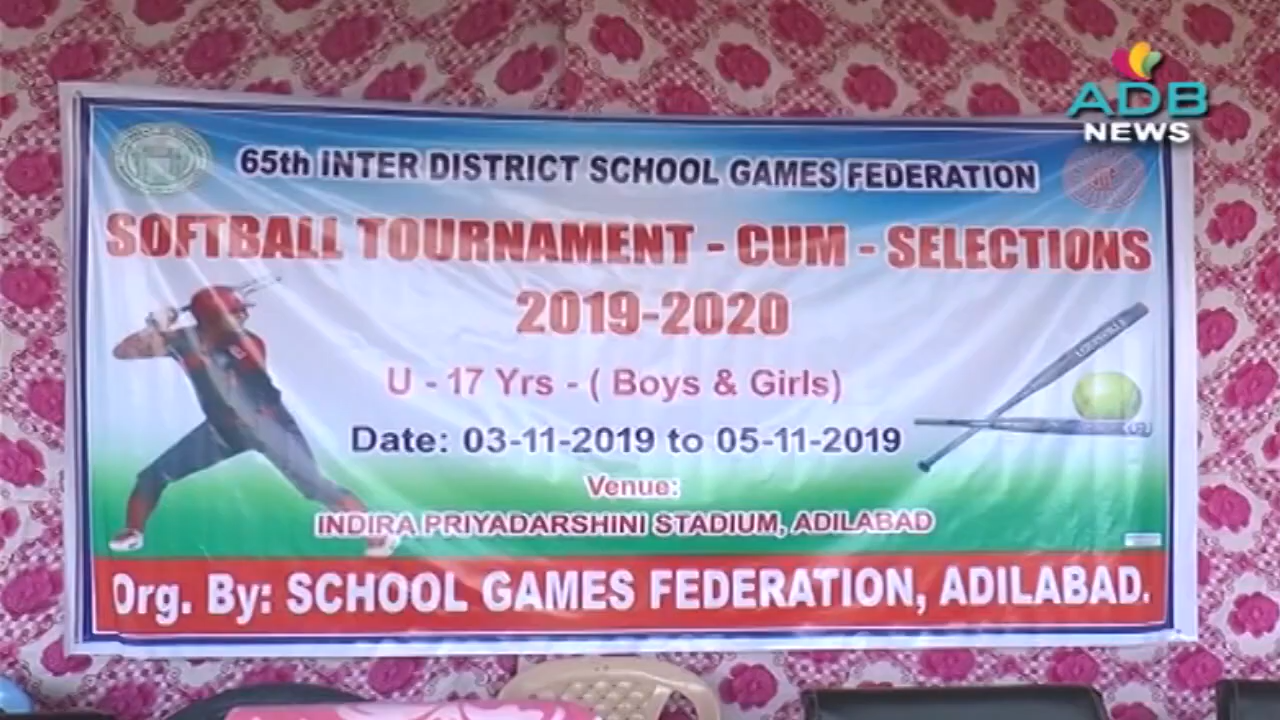 ADB
NEWS
65th INTER DISTRICT SCHOOL GAMES FEDERATION
SOFTBALL TOURNAMENT - CUM - SELECTIONS
2019-2020
U - 17 Yrs - ( Boys & Girls)
Date: 03-11-2019 to 05-11-2019
Venue:
INDIRA PRIYADARSHINI STADIUM, ADILABAD
Org. By: SCHOOL GAMES FEDERATION, ADILABAD.